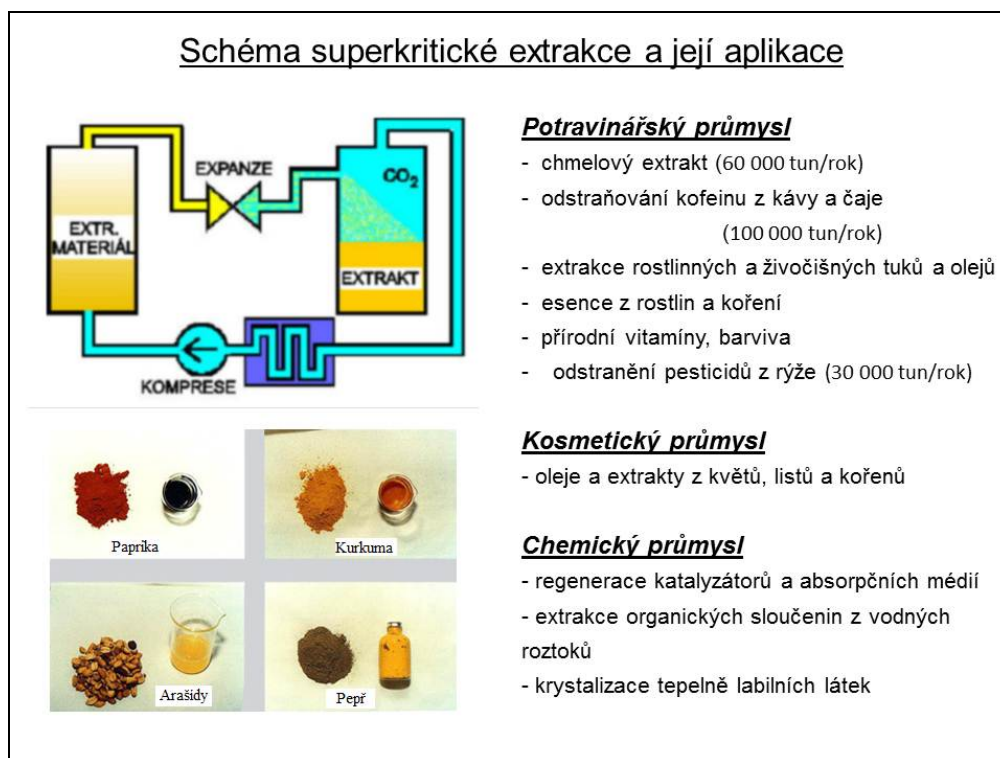 Schéma superkritické extrakce a její aplikace
EXPANZE
CO2
EXTR.
MATERIÁL
EXTRAKT
KOMPRESE
Paprika
Kurkuma
Arašidy
Pepř
Potravinářský průmysl
- chmelový extrakt (60 000 tun/rok)
- odstraňování kofeinu z kávy a čaje
(100 000 tun/rok)
- extrakce rostlinných a živočišných tuků a olejů
- esence z rostlin a koření
- přírodní vitamíny, barviva
- odstranění pesticidů z rýže (30 000 tun/rok)
Kosmetický průmysl
- oleje a extrakty z květů, listů a kořenů
Chemický průmysl
- regenerace katalyzátorů a absorpčních médií
- extrakce organických sloučenin z vodných
roztoků
- krystalizace tepelně labilních látek